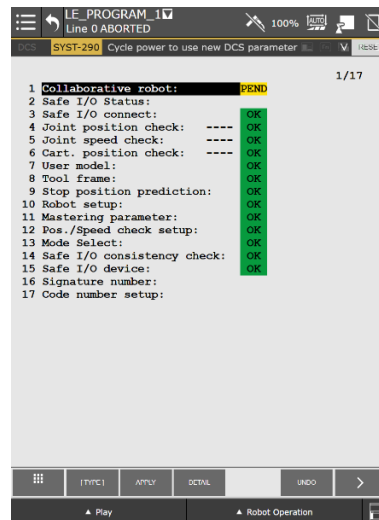 LE_PROGRAM_1
Line 0 ABORTED
100%
AUTO
DCS
SYST-290 Cycle power to use new DCS parameter
RESE
1/17
1 Collaborative robot: PEND
2 Safe I/O Status:
3 Safe I/O connect: OK
4 Joint position check: ---- OK
5 Joint speed check: ---- OK
6 Cart. position check: ---- OK
7 User model: OK
8 Tool frame: OK
9 Stop position prediction: OK
10 Robot setup: OK
11 Mastering parameter: OK
12 Pos./Speed check setup: OK
13 Mode Select: OK
14 Safe I/O consistency check: OK
15 Safe I/O device: OK
16 Signature number:
17 Code number setup:
[TYPE] APPLY DETAIL UNDO >
▲ Play ▲ Robot Operation